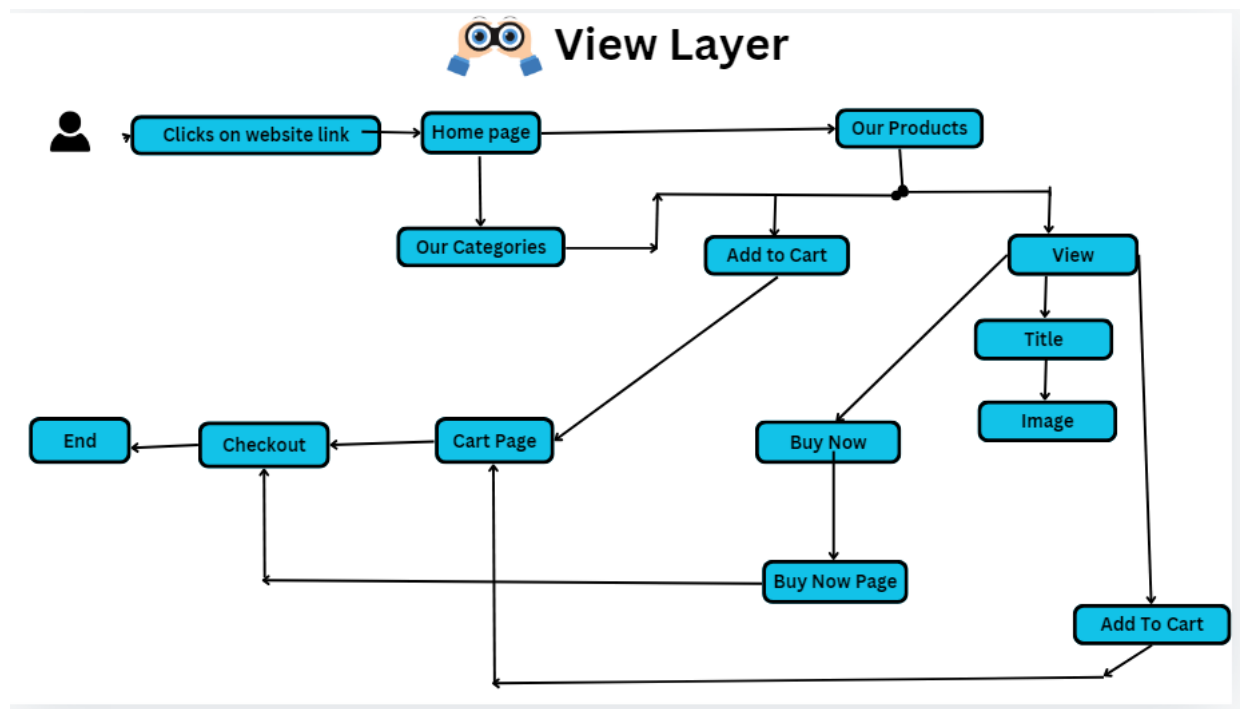 View Layer
Clicks on website link
Home page
Our Products
Our Categories
Add to Cart
View
Title
Image
End
Checkout
Cart Page
Buy Now
Buy Now Page
Add To Cart